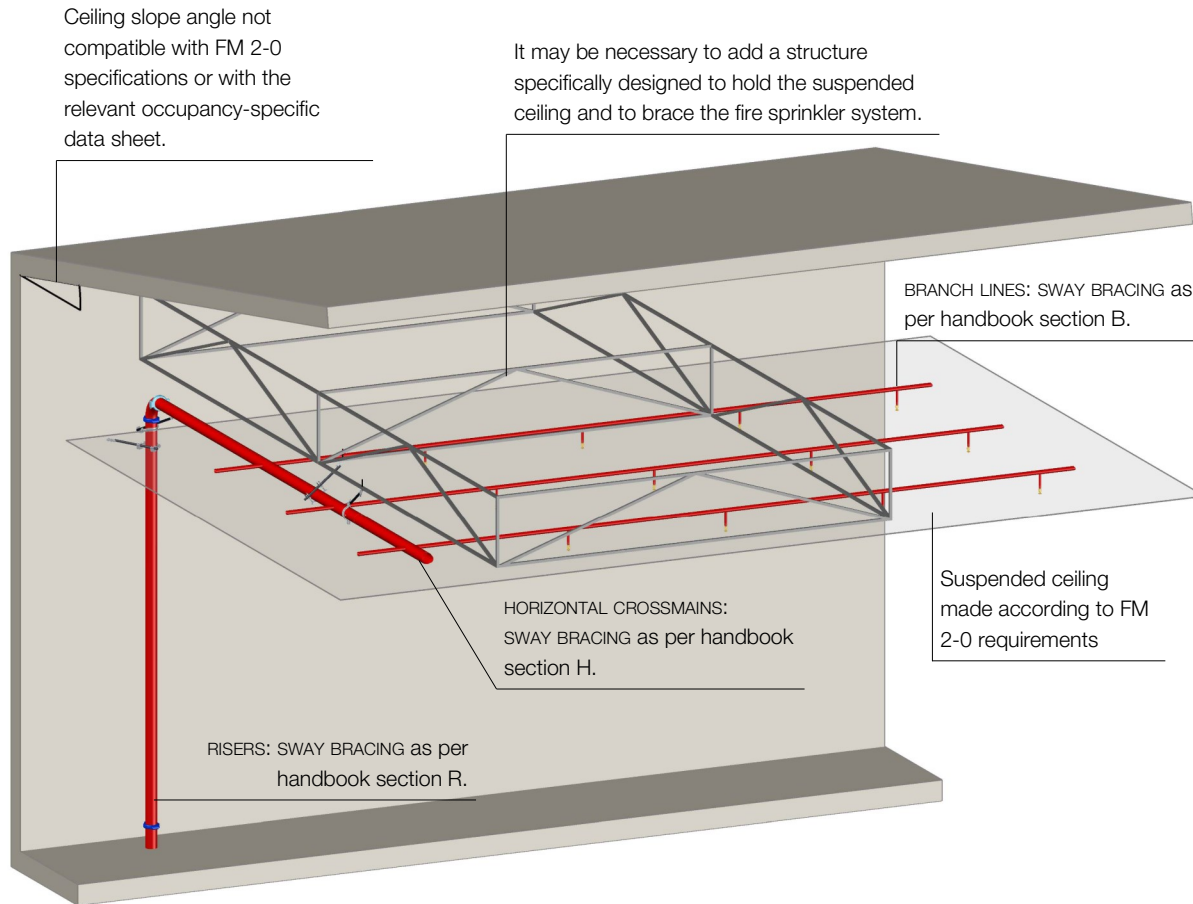 Ceiling slope angle not
compatible with FM 2-0
specifications or with the
relevant occupancy-specific
data sheet.
It may be necessary to add a structure
specifically designed to hold the suspended
ceiling and to brace the fire sprinkler system.
BRANCH LINES: SWAY BRACING as
per handbook section B.
Suspended ceiling
made according to FM
2-0 requirements
HORIZONTAL CROSSMAINS:
SWAY BRACING as per handbook
section H.
RISERS: SWAY BRACING as per
handbook section R.